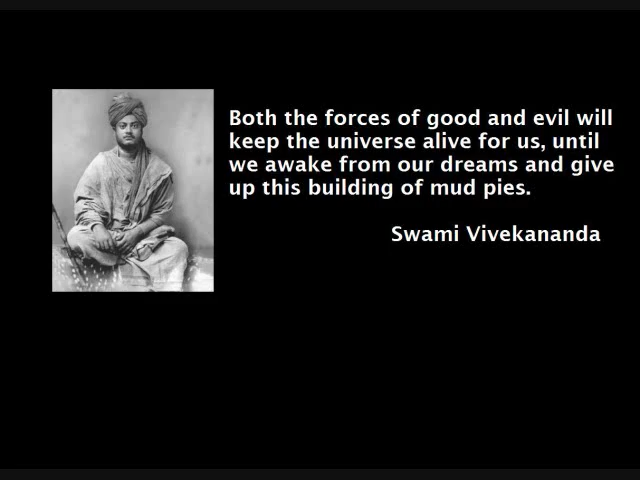 Both the forces of good and evil will
keep the universe alive for us, until
we awake from our dreams and give
up this building of mud pies.
Swami Vivekananda